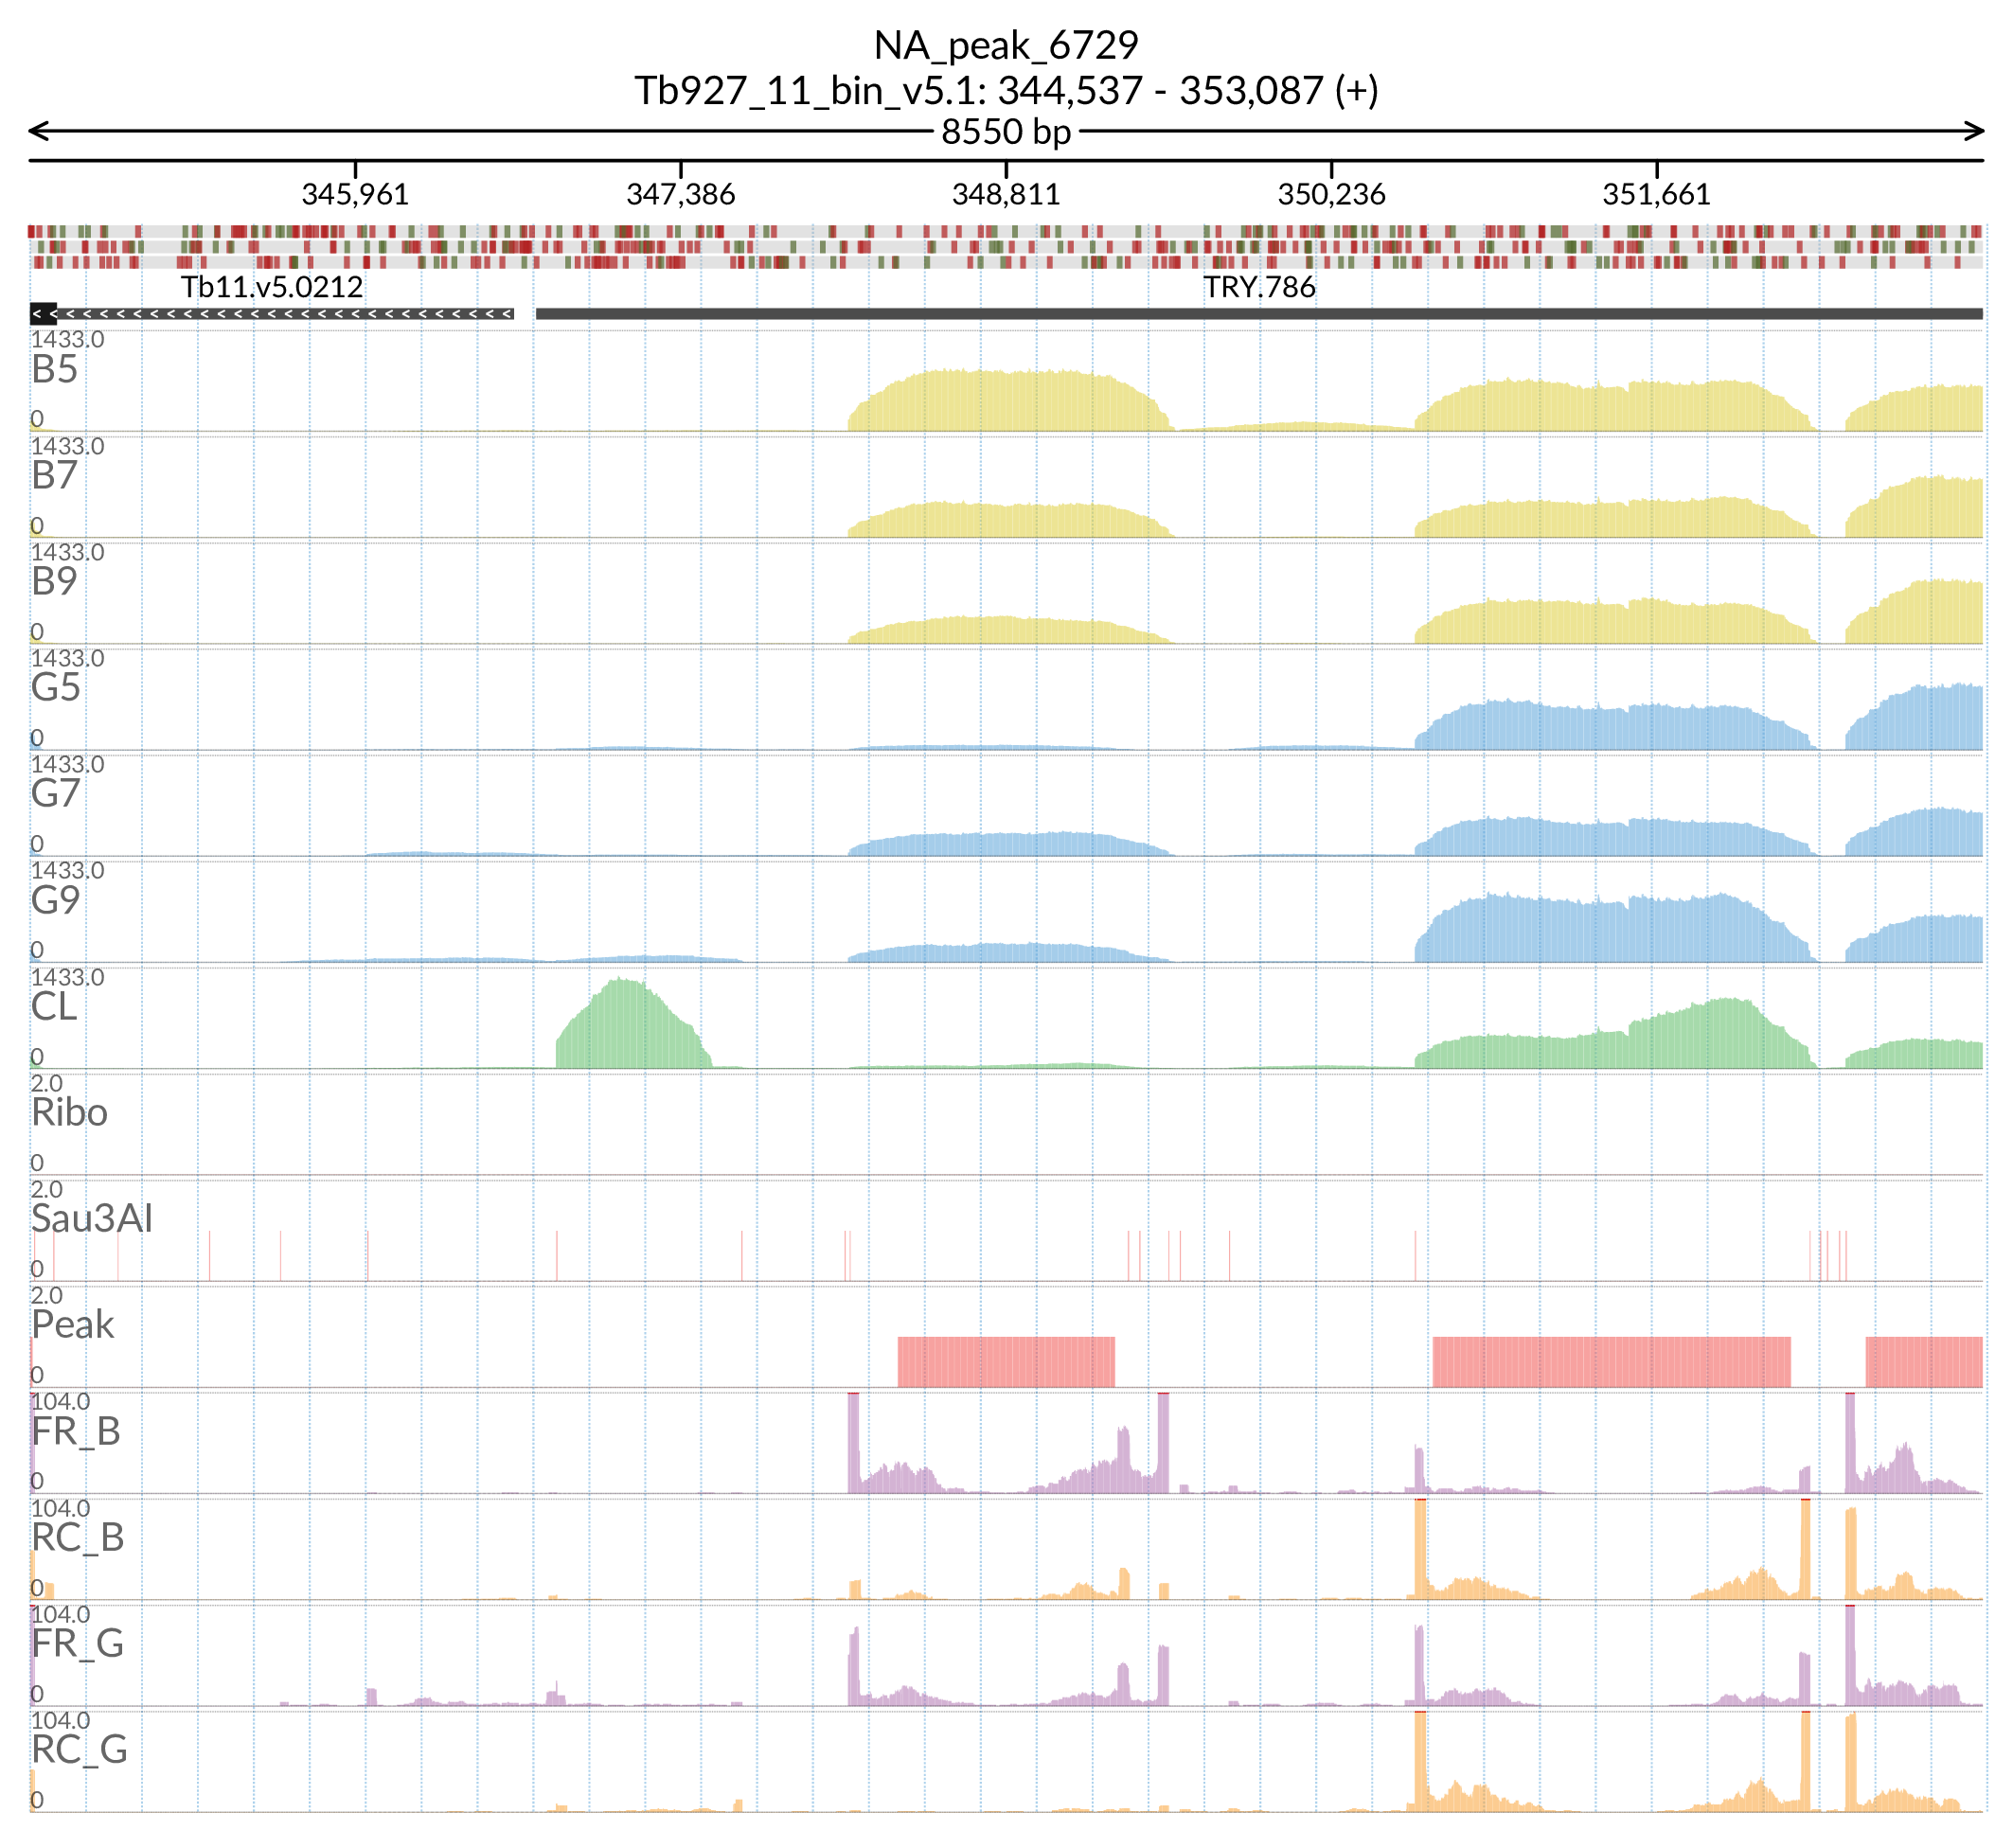 NA_peak_6729
Tb927_11_bin_v5.1: 344,537 - 353,087 (+)
8550 bp
345,961 347,386 348,811 350,236 351,661
Tb11.v5.0212 TRY.786
1433.0
B5
0
1433.0
B7
0
1433.0
B9
0
1433.0
G5
0
1433.0
G7
0
1433.0
G9
0
1433.0
CL
0
2.0
Ribo
0
2.0
Sau3AI
0
2.0
Peak
0
104.0
FR_B
0
104.0
RC_B
0
104.0
FR_G
0
104.0
RC_G
0